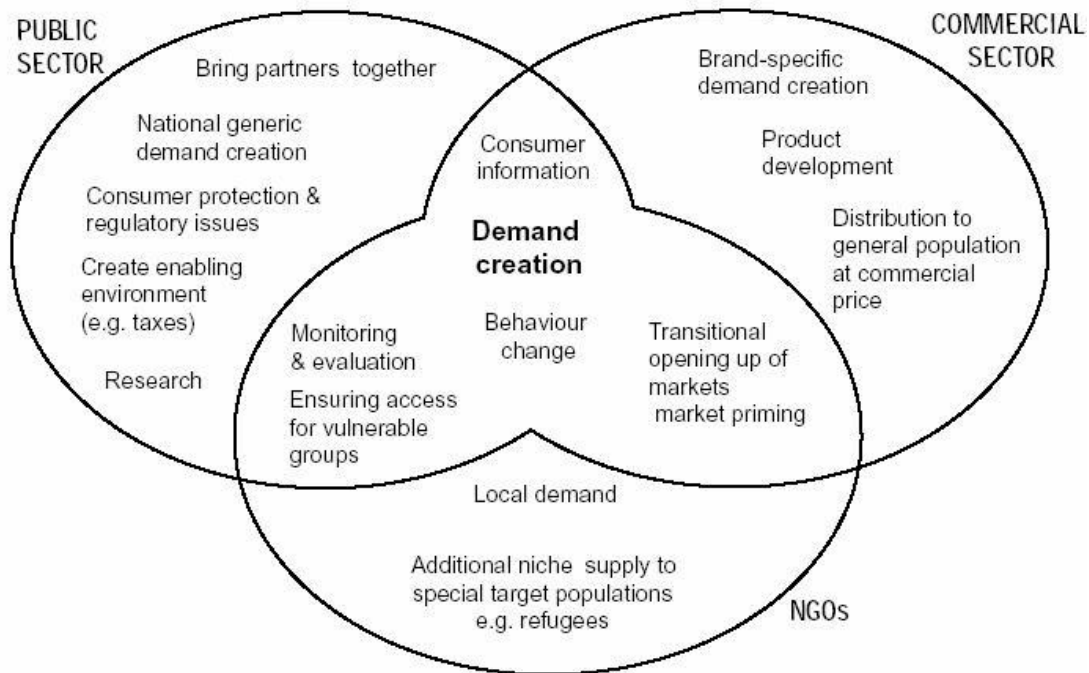 PUBLIC
SECTOR
Bring partners together
National generic
demand creation
Consumer protection &
regulatory issues
Create enabling
environment
(e.g. taxes)
Research
COMMERCIAL
SECTOR
Brand-specific
demand creation
Product
development
Distribution to
general population
at commercial
price
Consumer
information
Demand
creation
Behaviour
change
Monitoring
& evaluation
Ensuring access
for vulnerable
groups
Transitional
opening up of
markets
market priming
Local demand
Additional niche supply to
special target populations
e.g. refugees
NGOs